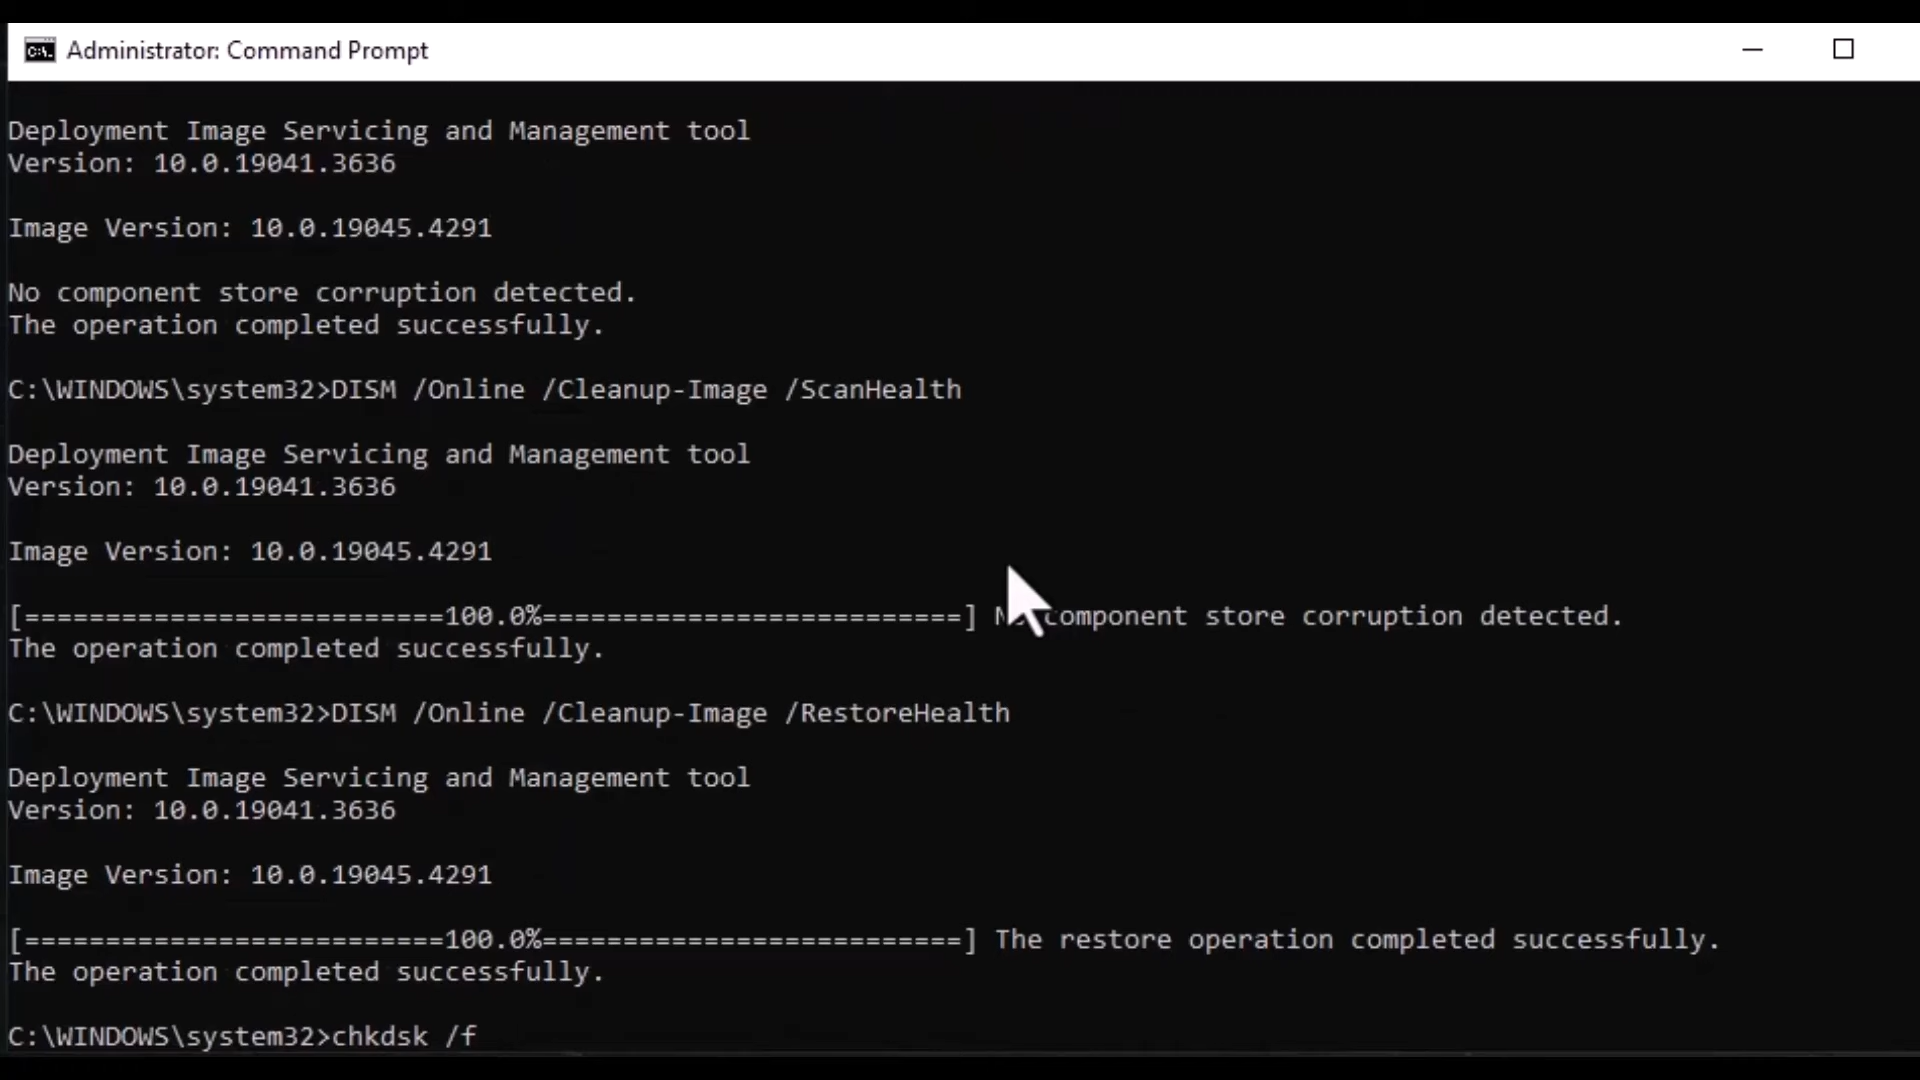 Administrator: Command Prompt
Deployment Image Servicing and Management tool
Version: 10.0.19041.3636
Image Version: 10.0.19045.4291
No component store corruption detected.
The operation completed successfully.
C:\WINDOWS\system32>DISM /Online /Cleanup-Image /ScanHealth
Deployment Image Servicing and Management tool
Version: 10.0.19041.3636
Image Version: 10.0.19045.4291
[==========================100.0%==========================] No component store corruption detected.
The operation completed successfully.
C:\WINDOWS\system32>DISM /Online /Cleanup-Image /RestoreHealth
Deployment Image Servicing and Management tool
Version: 10.0.19041.3636
Image Version: 10.0.19045.4291
[==========================100.0%==========================] The restore operation completed successfully.
The operation completed successfully.
C:\WINDOWS\system32>chkdsk /f